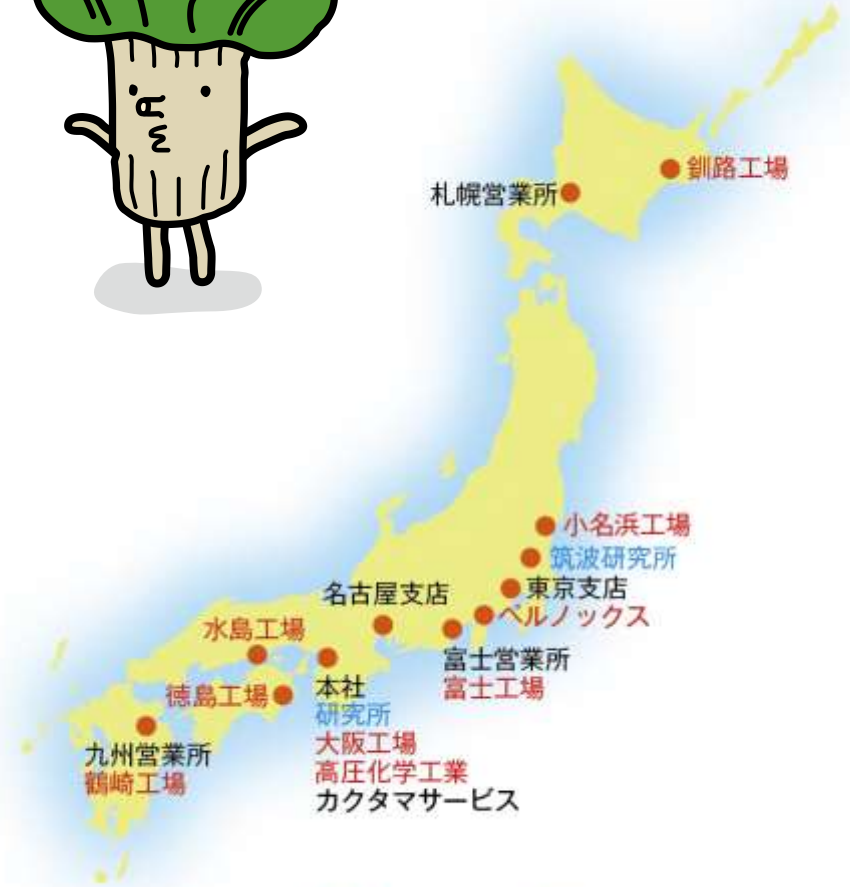 釧路工場
札幌営業所
小名浜工場
筑波研究所
東京支店
ペルノックス
名古屋支店
水島工場
富士営業所
富士工場
徳島工場
本社
研究所
大阪工場
高圧化学工業
カクタマサービス
九州営業所
鶴崎工場